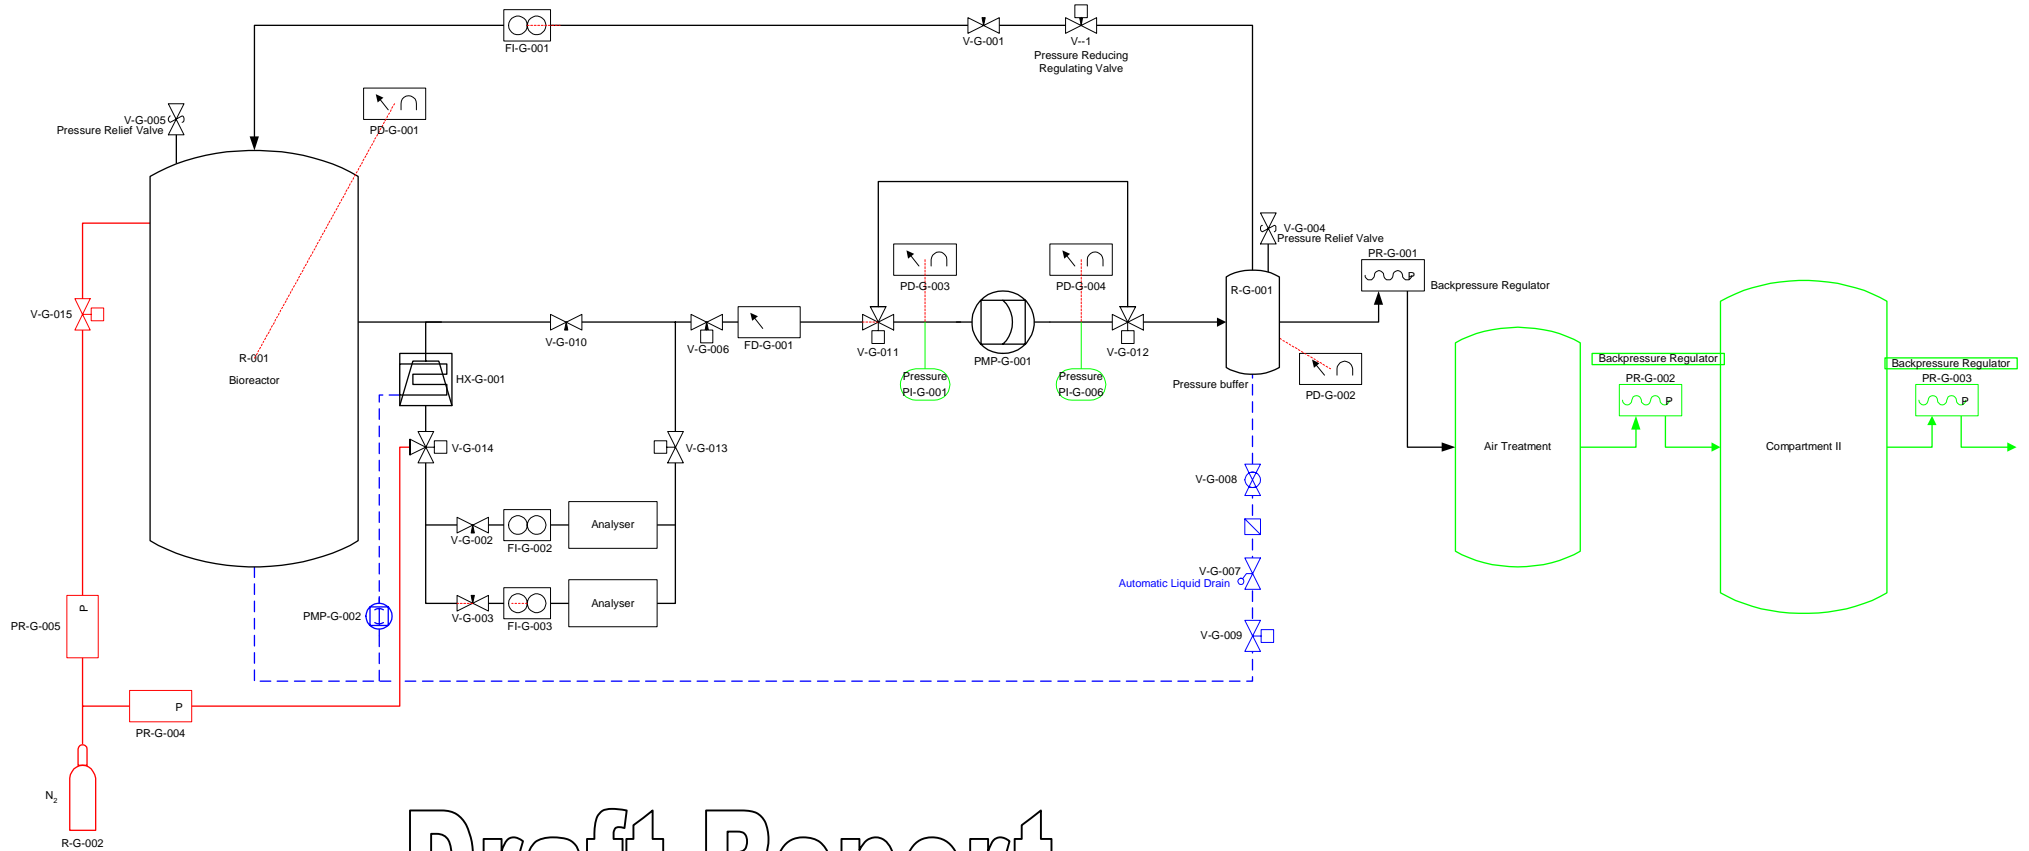 FI-G-001
V-G-001
V--1
Pressure Reducing
Regulating Valve
V-G-005
Pressure Relief Valve
PD-G-001
V-G-004
Pressure Relief Valve
PD-G-003
PD-G-004
R-G-001
PR-G-001
P
Backpressure Regulator
V-G-015
V-G-010
V-G-006
FD-G-001
V-G-011
PMP-G-001
V-G-012
R-001
Bioreactor
HX-G-001
Pressure
PI-G-001
Pressure
PI-G-006
Pressure buffer
PD-G-002
Backpressure Regulator
PR-G-002
P
Backpressure Regulator
PR-G-003
P
V-G-014
V-G-013
Air Treatment
Compartment II
V-G-008
Analyser
V-G-002
FI-G-002
V-G-007
Automatic Liquid Drain
Analyser
V-G-003
FI-G-003
PMP-G-002
V-G-009
P
PR-G-005
P
PR-G-004
N2
R-G-002
Draft Report